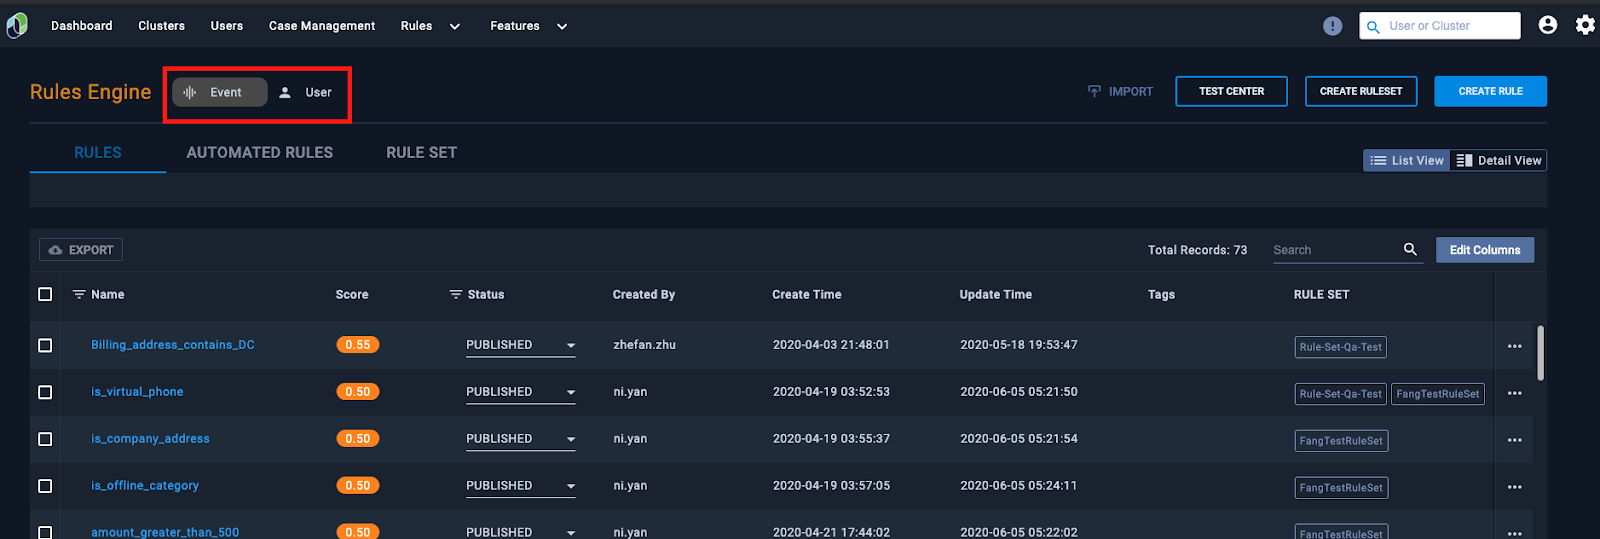 Dashboard Clusters Users Case Management Rules Features ! User or Cluster
Rules Engine Event User IMPORT TEST CENTER CREATE RULESET CREATE RULE
RULES AUTOMATED RULES RULE SET List View Detail View
EXPORT Total Records: 73 Search Edit Columns
Name Score Status Created By Create Time Update Time Tags RULE SET
Billing_address_contains_DC 0.55 PUBLISHED zhefan.zhu 2020-04-03 21:48:01 2020-05-18 19:53:47 Rule-Set-Qa-Test ...
is_virtual_phone 0.50 PUBLISHED ni.yan 2020-04-19 03:52:53 2020-06-05 05:21:50 Rule-Set-Qa-Test FangTestRuleSet ...
is_company_address 0.50 PUBLISHED ni.yan 2020-04-19 03:55:37 2020-06-05 05:21:54 FangTestRuleSet ...
is_offline_category 0.50 PUBLISHED ni.yan 2020-04-19 03:57:05 2020-06-05 05:24:11 FangTestRuleSet ...
amount_greater_than_500 0.50 PUBLISHED ni.yan 2020-04-21 17:44:02 2020-06-05 05:22:02 FangTestRuleSet ...